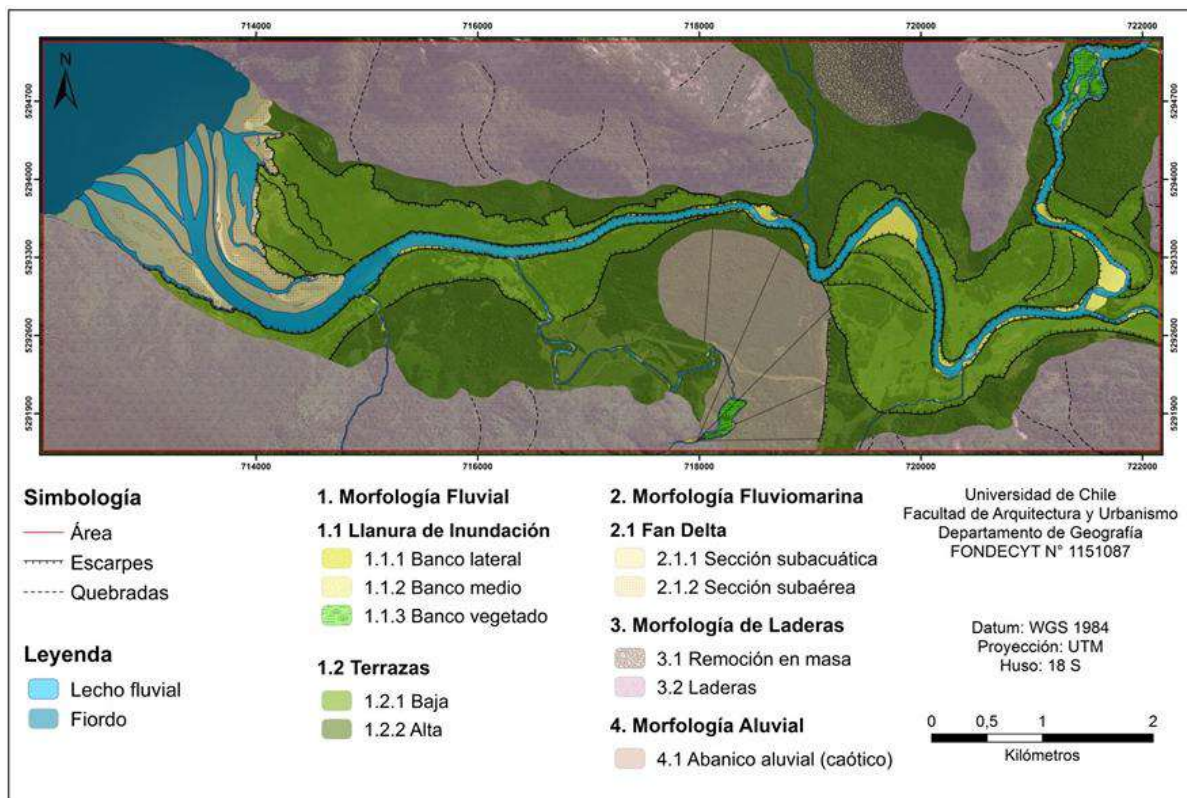 714000
716000
718000
720000
722000
N
5294700
5294000
5293300
5292600
5291900
5294700
5294000
5293300
5292600
5291900
714000
716000
718000
720000
722000
Simbología
Área
Escarpes
Quebradas
Leyenda
Lecho fluvial
Fiordo
1. Morfología Fluvial
1.1 Llanura de Inundación
1.1.1 Banco lateral
1.1.2 Banco medio
1.1.3 Banco vegetado
1.2 Terrazas
1.2.1 Baja
1.2.2 Alta
2. Morfología Fluviomarina
2.1 Fan Delta
2.1.1 Sección subacuática
2.1.2 Sección subaérea
3. Morfología de Laderas
3.1 Remoción en masa
3.2 Laderas
4. Morfología Aluvial
4.1 Abanico aluvial (caótico)
Universidad de Chile
Facultad de Arquitectura y Urbanismo
Departamento de Geografía
FONDECYT N° 1151087
Datum: WGS 1984
Proyección: UTM
Huso: 18 S
0 0,5 1 2
Kilómetros